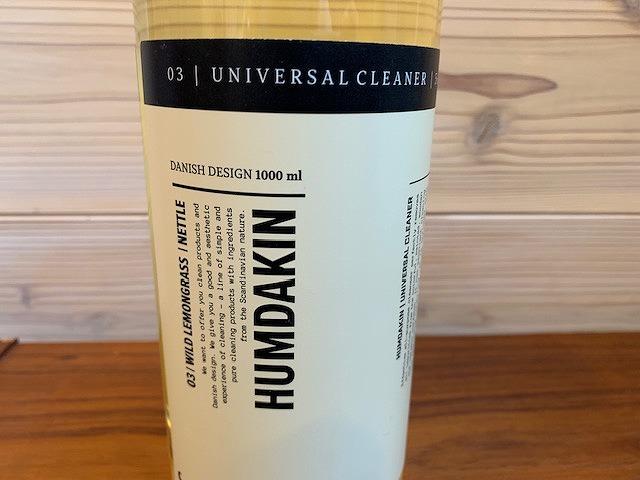 03 | UNIVERSAL CLEANER |
DANISH DESIGN 1000 ml
03 | WILD LEMONGRASS | NETTLE
We want to offer you clean products and
Danish design. We give you a good and aesthetic
experience of cleaning - a line of simple and
pure cleaning products with ingredients
from the Scandinavian nature.
HUMDAKIN
HUMDAKIN | UNIVERSAL CLEANER